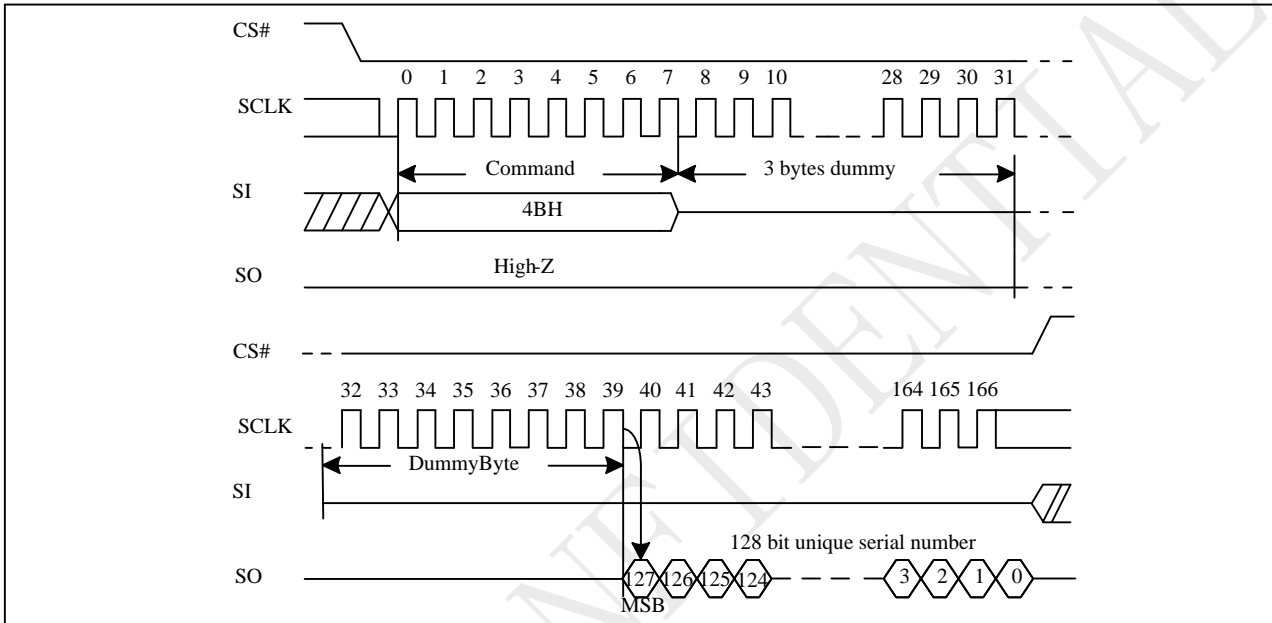 CS#
0 1 2 3 4 5 6 7 8 9 10 28 29 30 31
SCLK
Command 3 bytes dummy
SI
4BH
High-Z
SO
CS#
32 33 34 35 36 37 38 39 40 41 42 43 164 165 166
SCLK
DummyByte
SI
128 bit unique serial number
SO 127 126 125 124 3 2 1 0
MSB